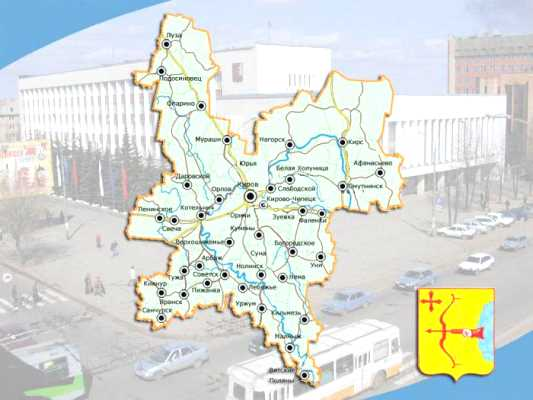 Луза
Подосиновец
Опарино
Мураши
Нагорск
Кирс
Юрья
Афанасьево
Белая Холуница
Даровской
Киров
Слободской
Омутнинск
Орлов
Кирово-Чепецк
Котельнич
Ленинское
Оричи
Зуевка
Фаленки
Свеча
Кумены
Верхошижемье
Богородское
Суна
Арбаж
Уни
Тужа
Советск
Нолинск
Нема
Кикнур
Пижанка
Лебяжье
Яранск
Уржум
Кильмезь
Санчурск
Малмыж
Вятские
Поляны